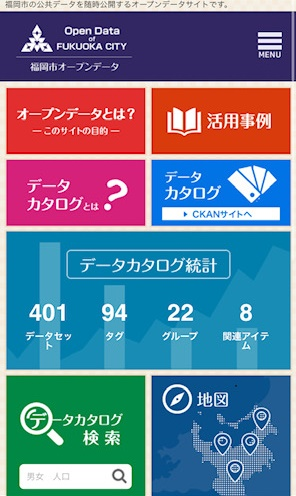 福岡市の公共データを随時公開するオープンデータサイトです。
Open Data
of
FUKUOKA CITY
福岡市オープンデータ
MENU
オープンデータとは？
ーこのサイトの目的ー
活用事例
データ
カタログとは
?
データ
カタログ
▶ CKANサイトへ
データカタログ統計
401
データセット
94
タグ
22
グループ
8
関連アイテム
データカタログ
検索
男女 人口
地図